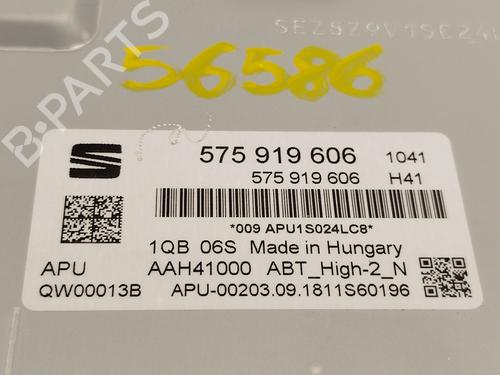 SEZ8Z9V1SC24L
56586
B-PARTS
575 919 606 1041
575 919 606 H41
*009 APU1S024LC8*
1QB 06S Made in Hungary
APU AAH41000 ABT_High-2_N
QW00013B APU-00203.09.1811S60196